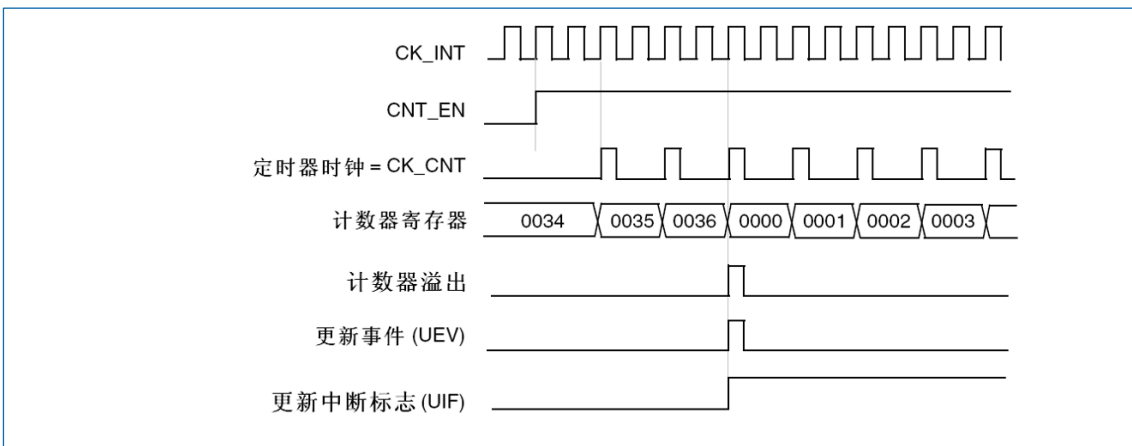 CK_INT
CNT_EN
定时器时钟 = CK_CNT
计数器寄存器 0034 0035 0036 0000 0001 0002 0003
计数器溢出
更新事件 (UEV)
更新中断标志 (UIF)